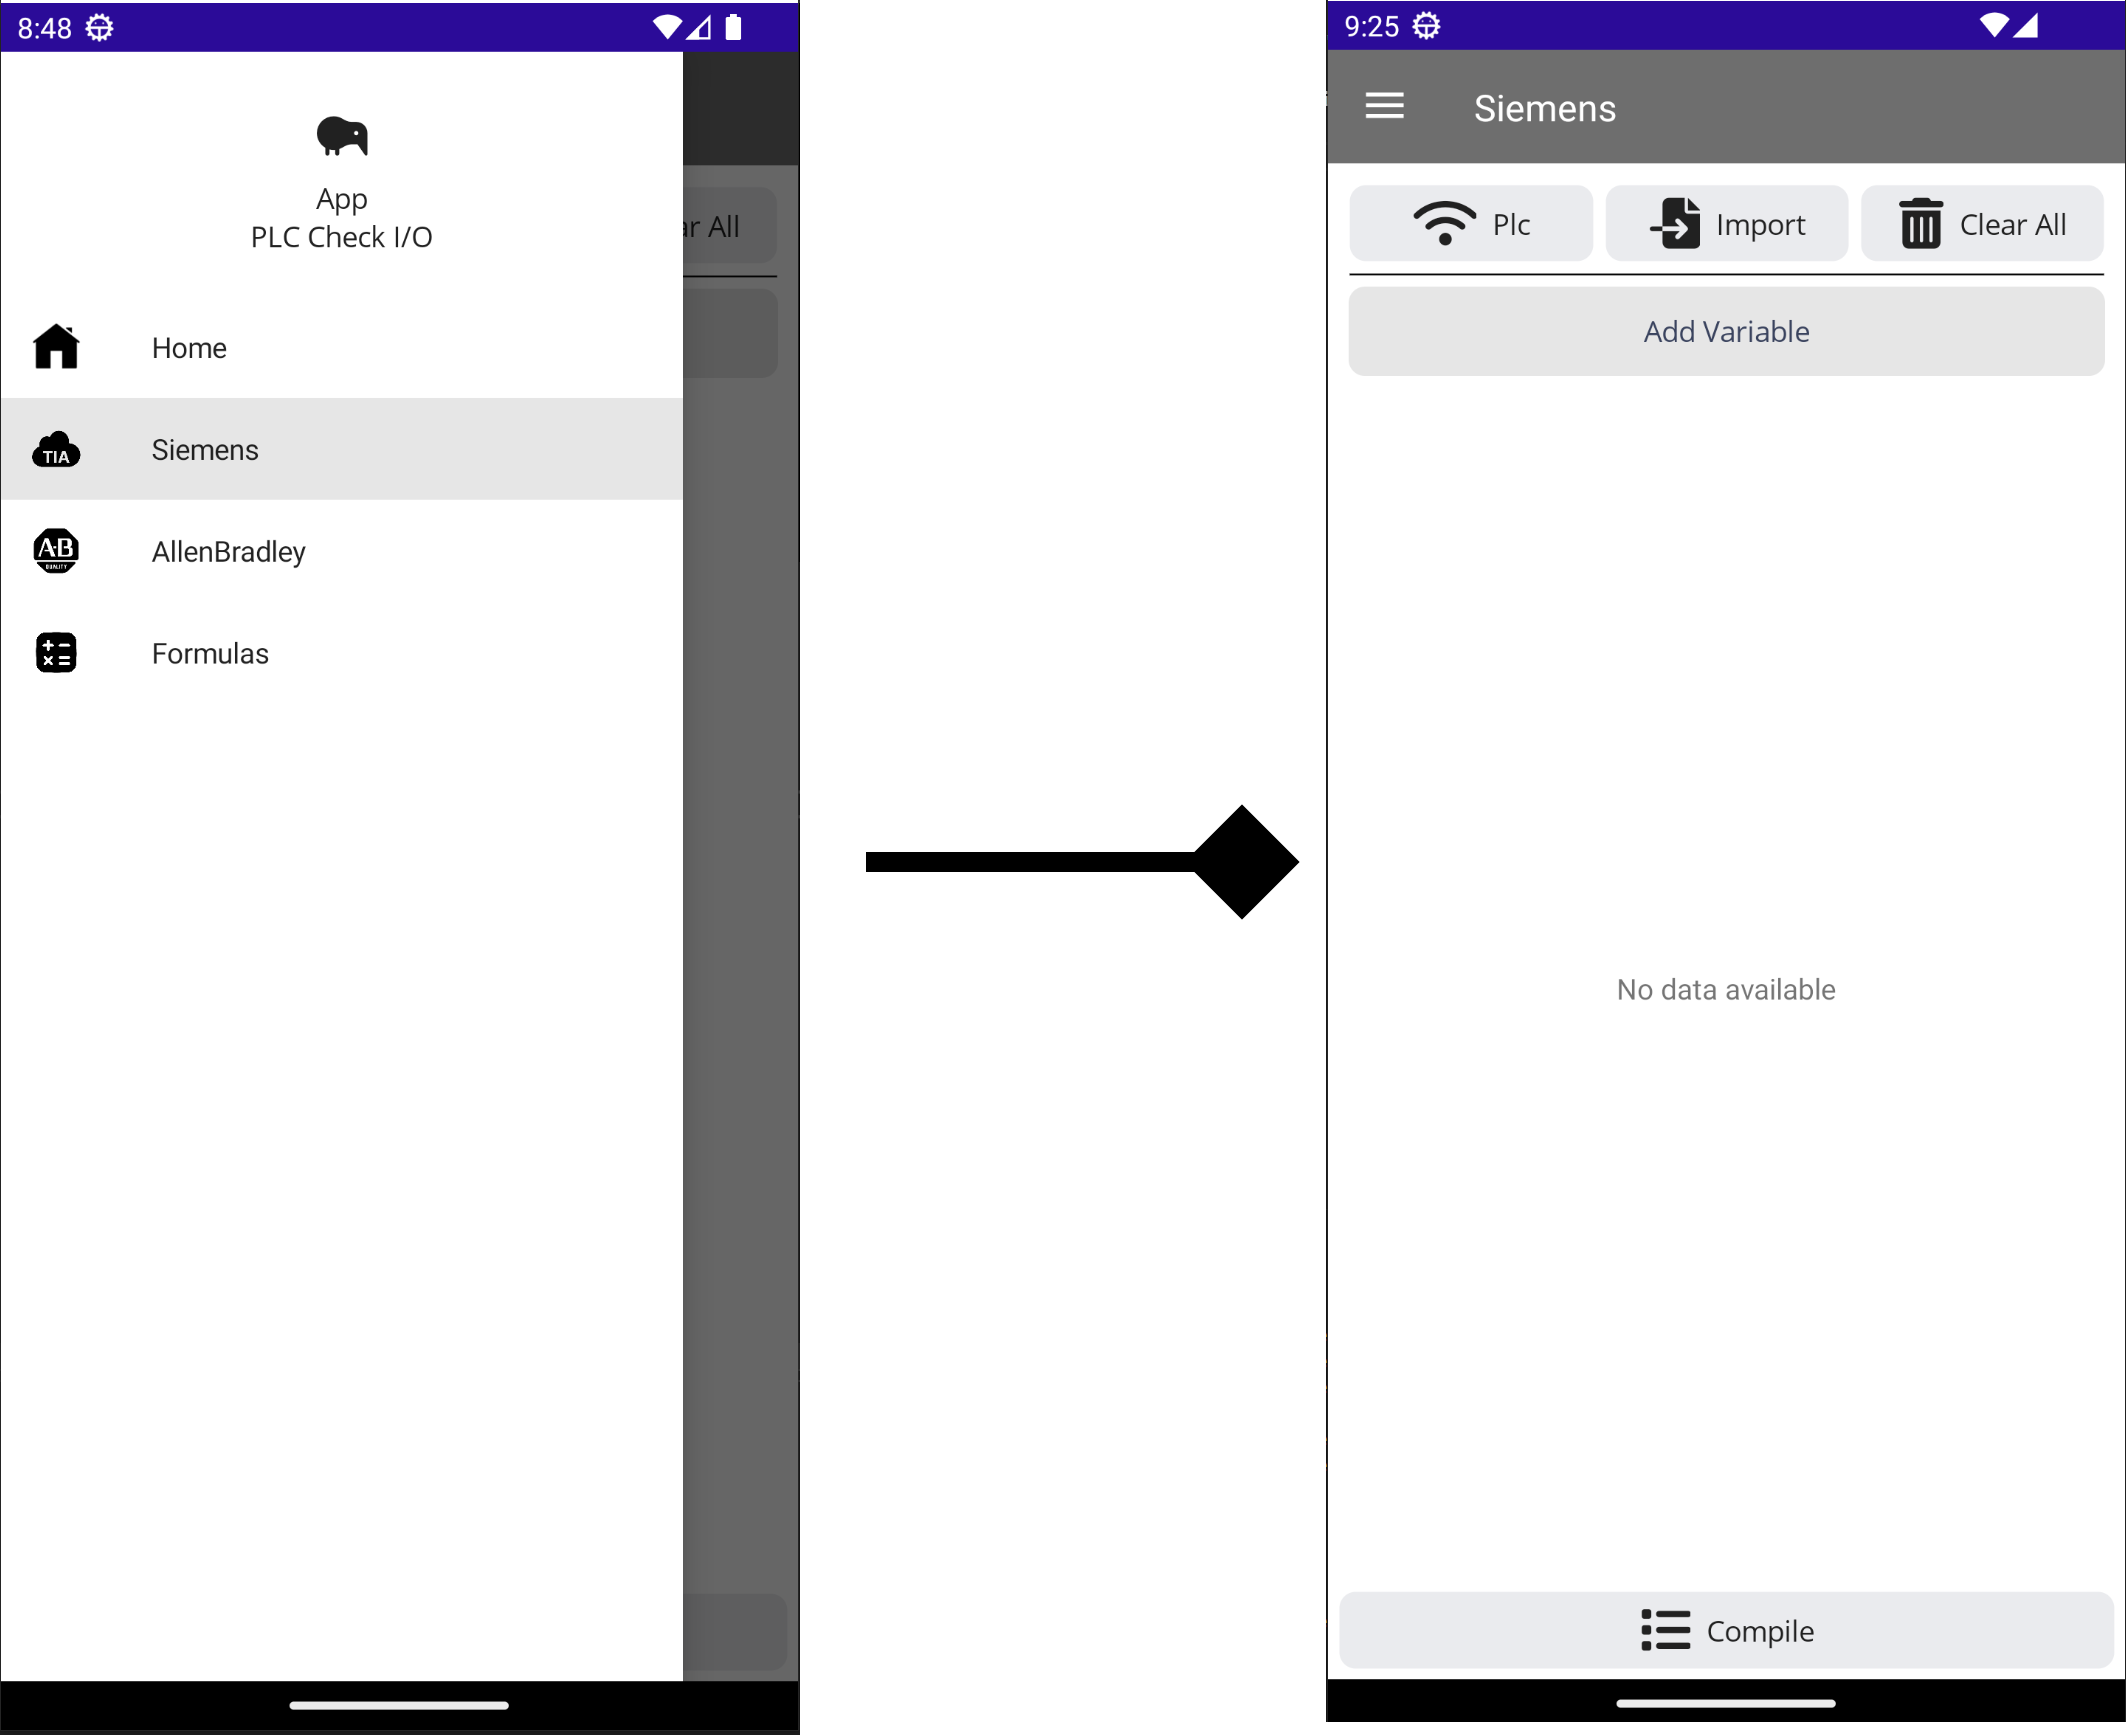 8:48
App
PLC Check I/O
ar All
Home
TIA
Siemens
AB
QUALITY
AllenBradley
Formulas
9:25
Siemens
Plc
Import
Clear All
Add Variable
No data available
Compile